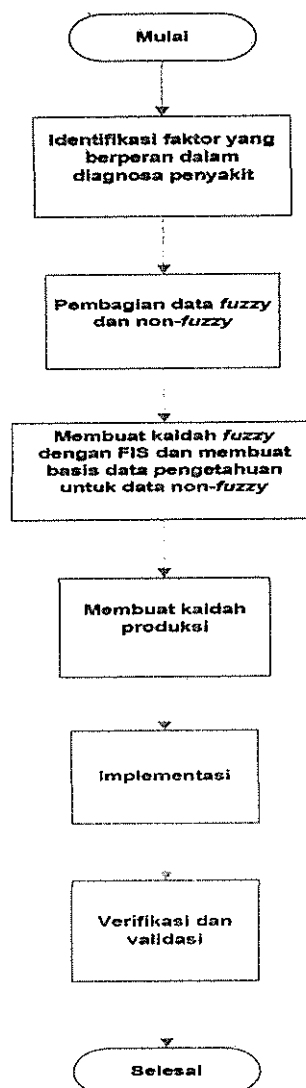 Mulai
Identifikasi faktor yang
berperan dalam
diagnosa penyakit
Pembagian data fuzzy
dan non-fuzzy
Membuat kaidah fuzzy
dengan FIS dan membuat
basis data pengetahuan
untuk data non-fuzzy
Membuat kaidah
produksi
Implementasi
Verifikasi dan
validasi
Selesai